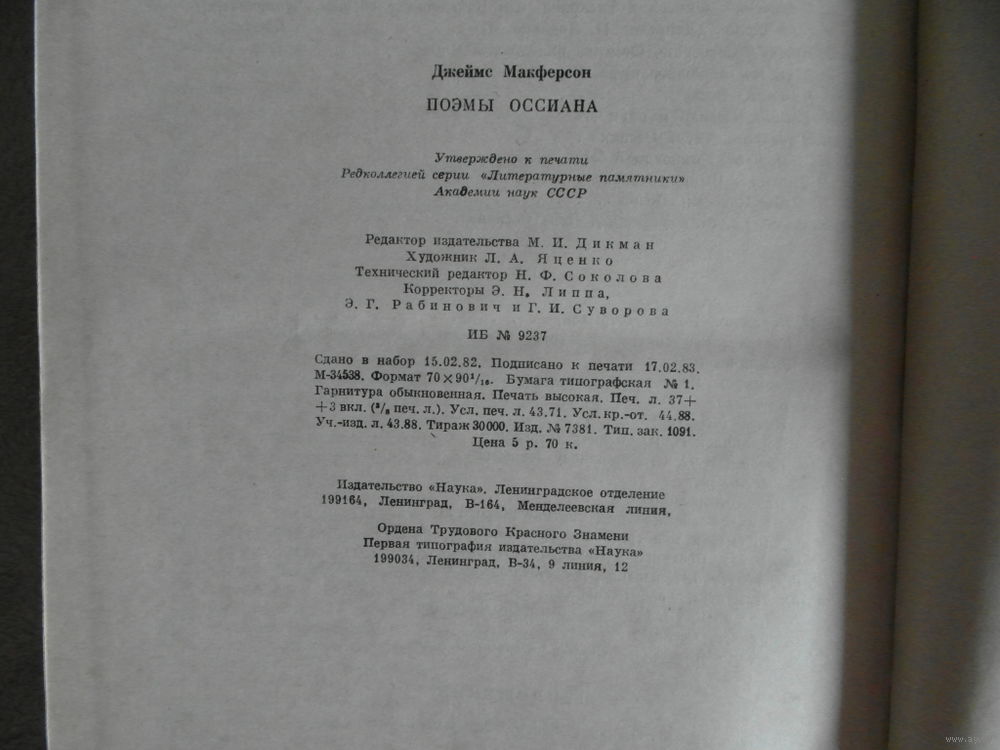 Джеймс Макферсон
ПОЭМЫ ОССИАНА
Утверждено к печати
Редколлегией серии «Литературные памятники»
Академии наук СССР
Редактор издательства М. И. Дикман
Художник Л. А. Яценко
Технический редактор Н. Ф. Соколова
Корректоры Э. Н. Липпа,
Э. Г. Рабинович и Г. И. Суворова
ИБ № 9237
Сдано в набор 15.02.82. Подписано к печати 17.02.83.
М-34538. Формат 70×90¹/₁₆. Бумага типографская № 1.
Гарнитура обыкновенная. Печать высокая. Печ. л. 37+
+3 вкл. (³/₈ печ. л.). Усл. печ. л. 43.71. Усл. кр.-от. 44.88.
Уч.-изд. л. 43.88. Тираж 30000. Изд. № 7381. Тип. зак. 1091.
Цена 5 р. 70 к.
Издательство «Наука». Ленинградское отделение
199164, Ленинград, В-164, Менделеевская линия,
Ордена Трудового Красного Знамени
Первая типография издательства «Наука»
199034, Ленинград, В-34, 9 линия, 12